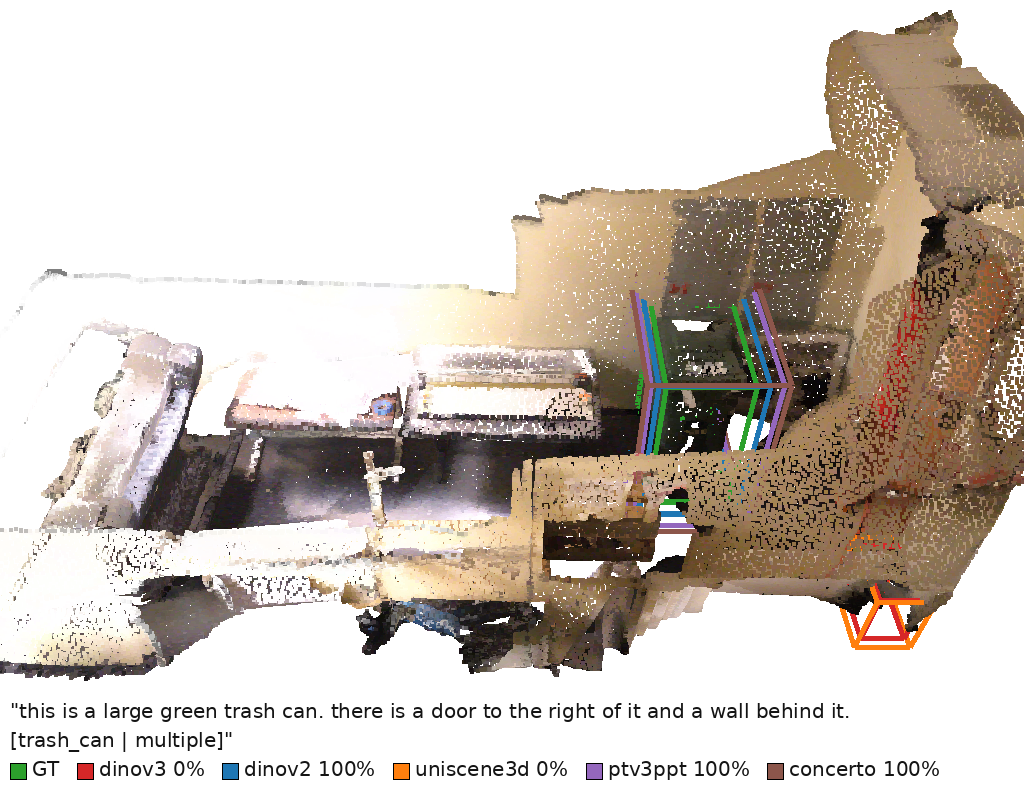 "this is a large green trash can. there is a door to the right of it and a wall behind it.
[trash_can | multiple]"
GT dinov3 0% dinov2 100% uniscene3d 0% ptv3ppt 100% concerto 100%